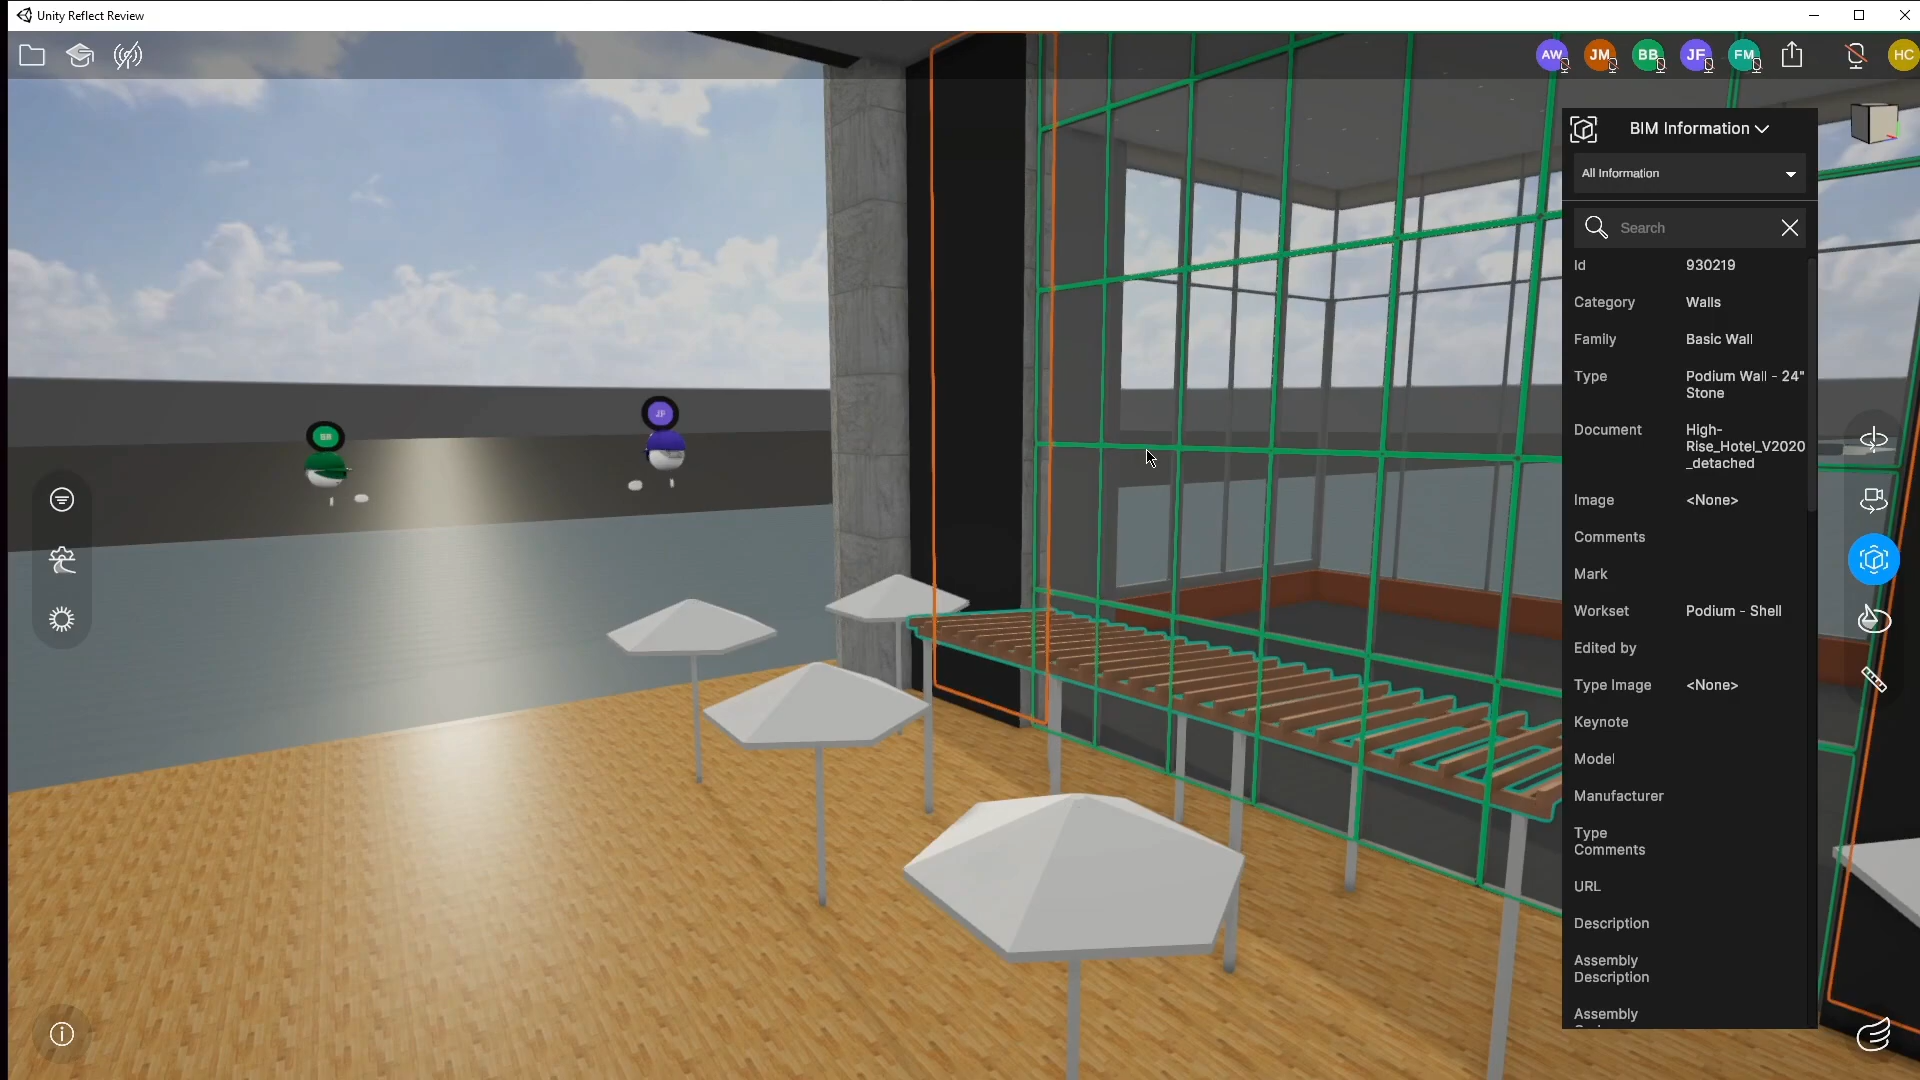 Unity Reflect Review
AW JM BB JF FM HC
BIM Information
All Information
Search
Id 930219
Category Walls
Family Basic Wall
Type Podium Wall - 24"
Stone
Document High-
Rise_Hotel_V2020
_detached
Image <None>
Comments
Mark
Workset Podium - Shell
Edited by
Type Image <None>
Keynote
Model
Manufacturer
Type
Comments
URL
Description
Assembly
Description
Assembly
BB
JF